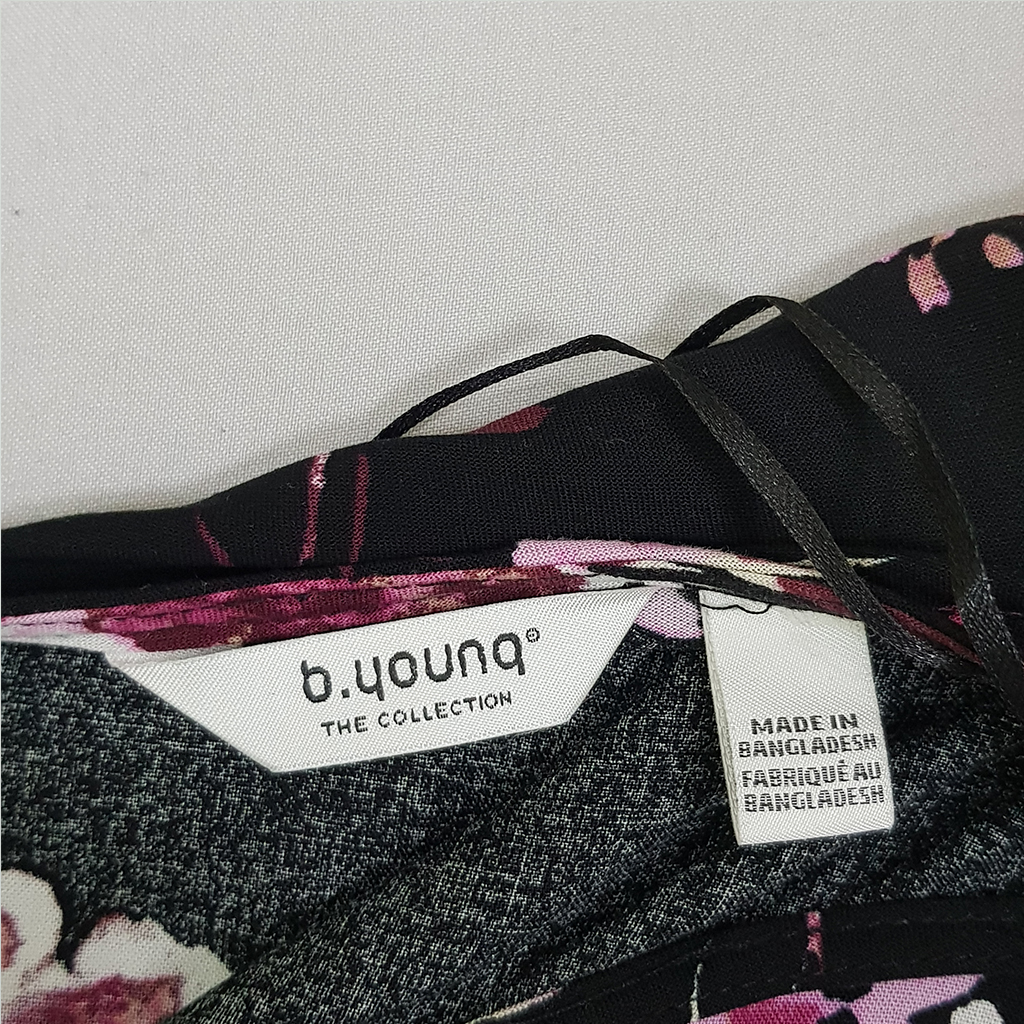 b.young®
THE COLLECTION
MADE IN
BANGLADESH
FABRIQUÉ AU
BANGLADESH